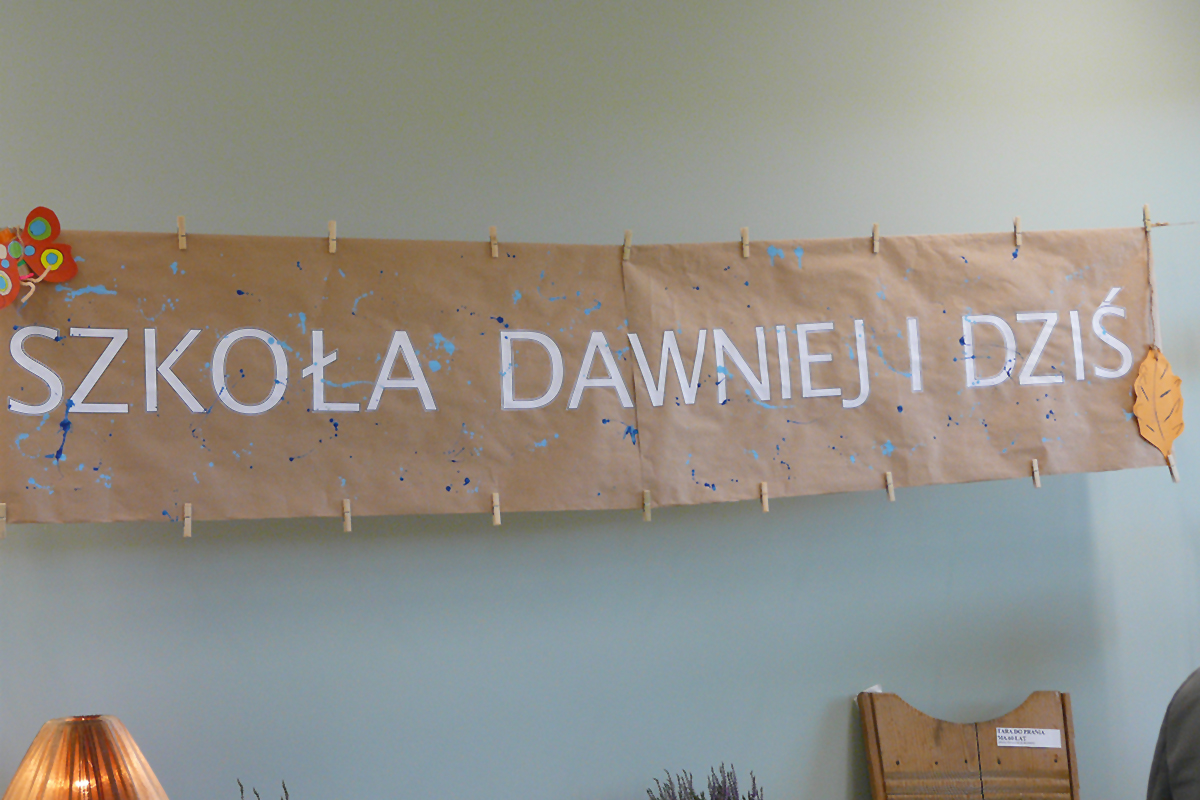 SZKOŁA DAWNIEJ I DZIŚ
TARA DO PRANIA
MA 60 LAT